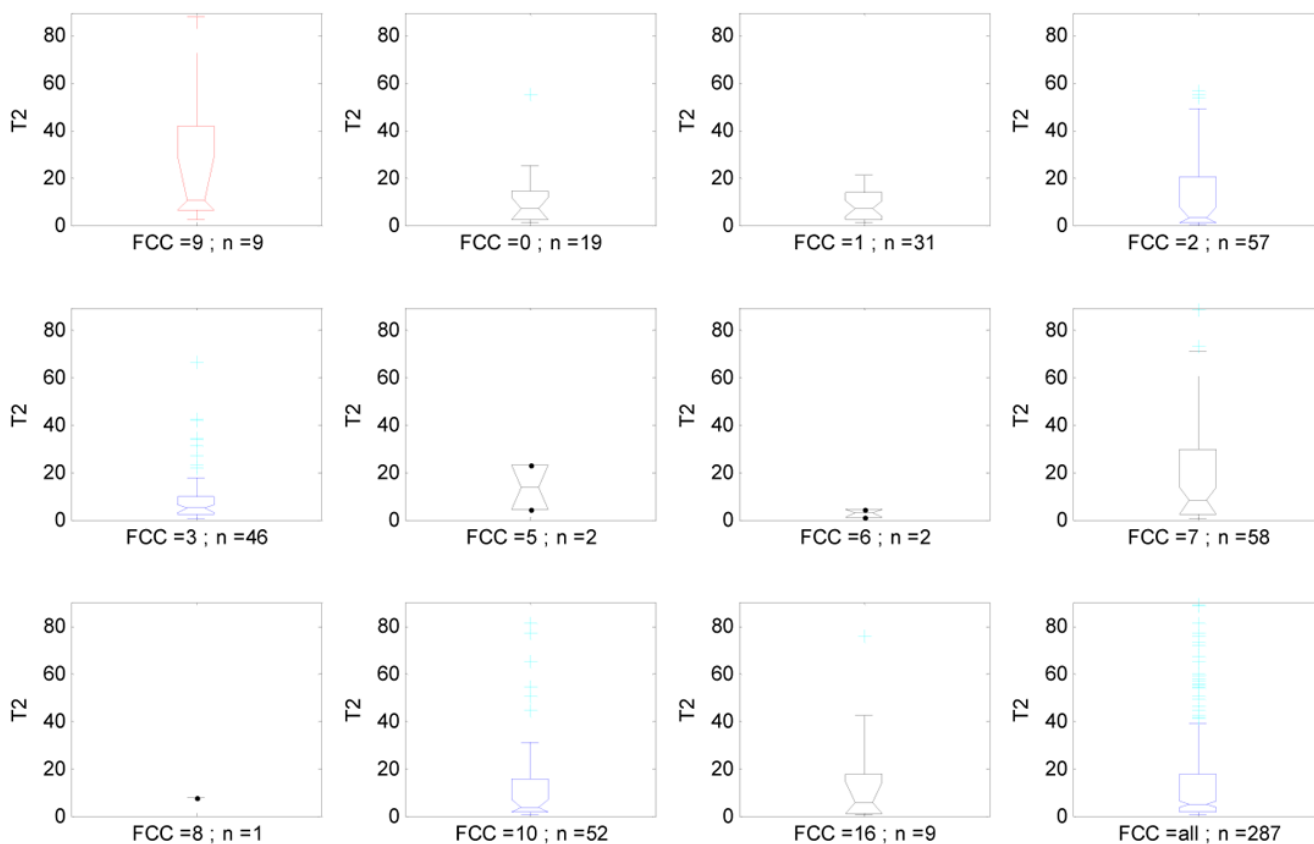 80
60
T2
40
20
0
FCC =9 ; n =9
80
60
T2
40
20
0
FCC =0 ; n =19
80
60
T2
40
20
0
FCC =1 ; n =31
80
60
T2
40
20
0
FCC =2 ; n =57
80
60
T2
40
20
0
FCC =3 ; n =46
80
60
T2
40
20
0
FCC =5 ; n =2
80
60
T2
40
20
0
FCC =6 ; n =2
80
60
T2
40
20
0
FCC =7 ; n =58
80
60
T2
40
20
0
FCC =8 ; n =1
80
60
T2
40
20
0
FCC =10 ; n =52
80
60
T2
40
20
0
FCC =16 ; n =9
80
60
T2
40
20
0
FCC =all ; n =287